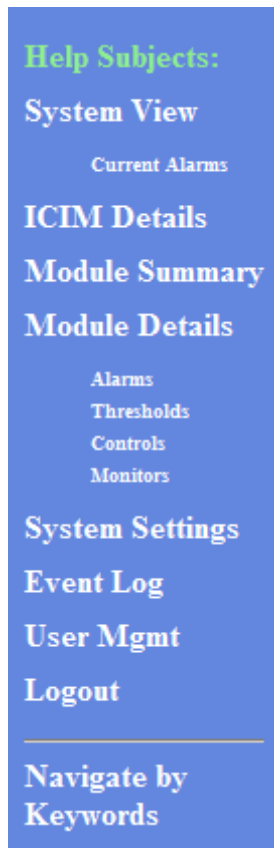 Help Subjects:
System View
Current Alarms
ICIM Details
Module Summary
Module Details
Alarms
Thresholds
Controls
Monitors
System Settings
Event Log
User Mgmt
Logout
Navigate by
Keywords